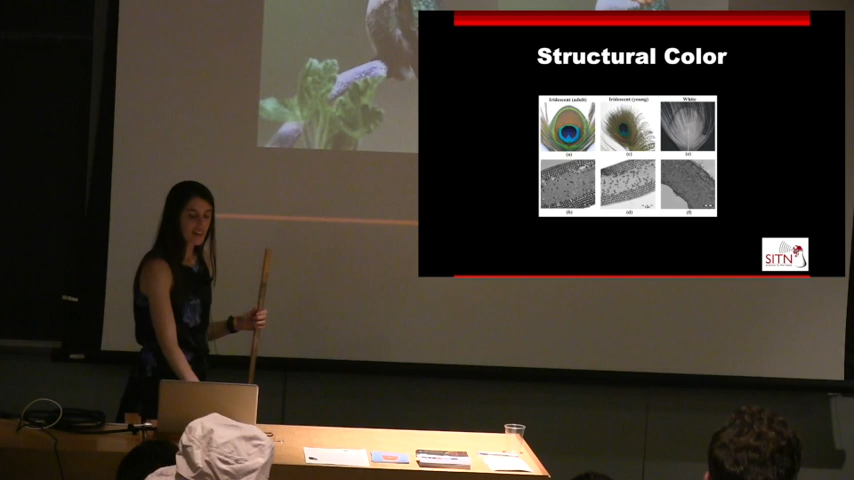 Structural Color
Iridescent (adult) Iridescent (young) White
(a) (c) (e)
(b) (d) (f)
SITN